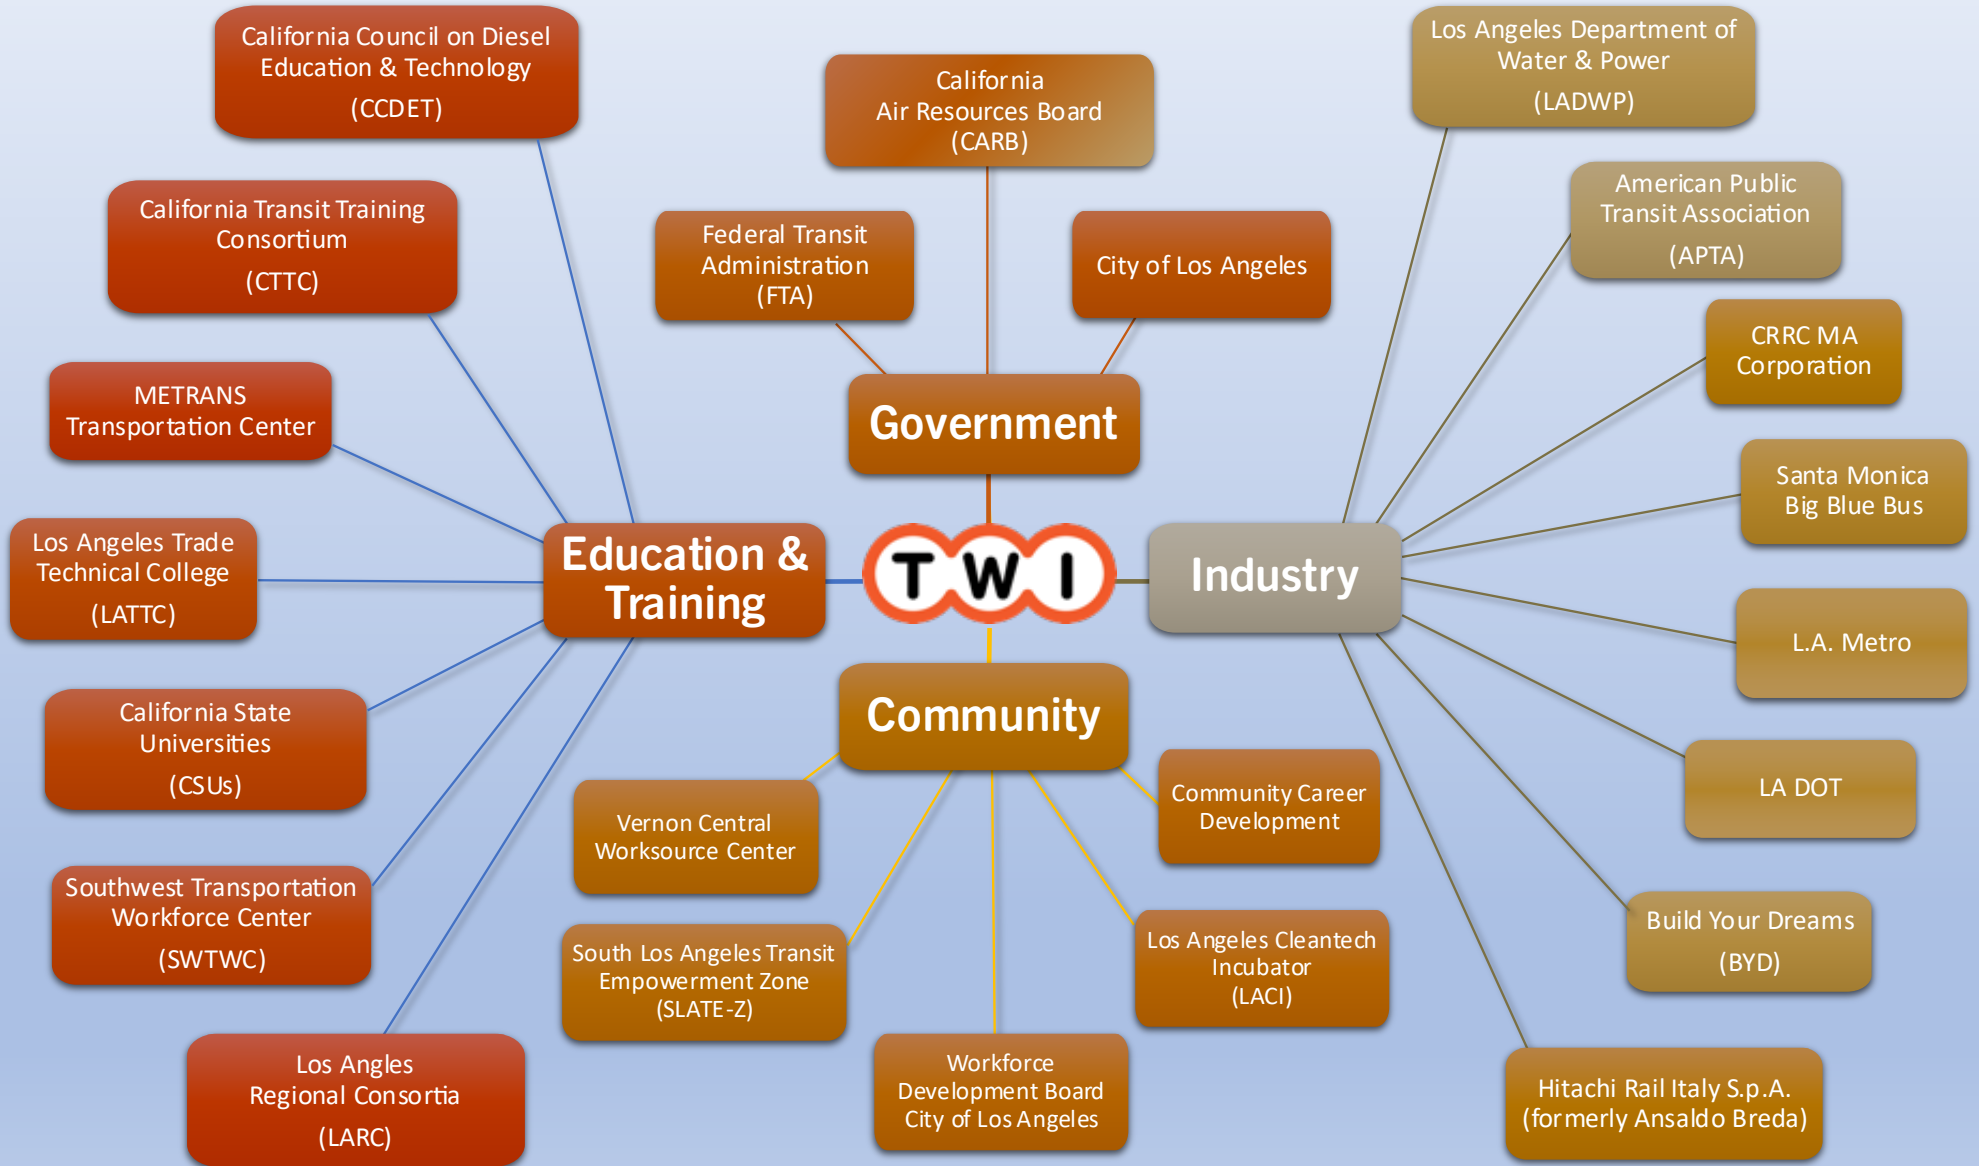 California Council on Diesel
Education & Technology
(CCDET)
California Transit Training
Consortium
(CTTC)
METRANS
Transportation Center
Los Angeles Trade
Technical College
(LATTC)
California State
Universities
(CSUs)
Southwest Transportation
Workforce Center
(SWTWC)
Los Angles
Regional Consortia
(LARC)
Education &
Training
California
Air Resources Board
(CARB)
Federal Transit
Administration
(FTA)
City of Los Angeles
Government
TWI
Community
Vernon Central
Worksource Center
South Los Angeles Transit
Empowerment Zone
(SLATE-Z)
Workforce
Development Board
City of Los Angeles
Los Angeles Cleantech
Incubator
(LACI)
Community Career
Development
Industry
Los Angeles Department of
Water & Power
(LADWP)
American Public
Transit Association
(APTA)
CRRC MA
Corporation
Santa Monica
Big Blue Bus
L.A. Metro
LA DOT
Build Your Dreams
(BYD)
Hitachi Rail Italy S.p.A.
(formerly Ansaldo Breda)